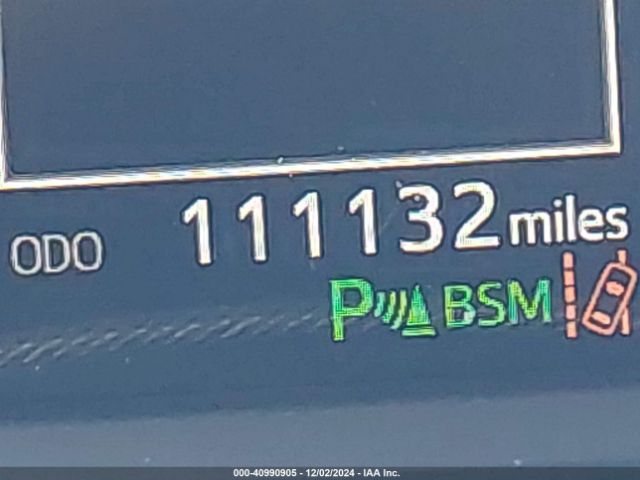 ODO 111132 miles
P BSM
000-40990905 - 12/02/2024 - IAA Inc.